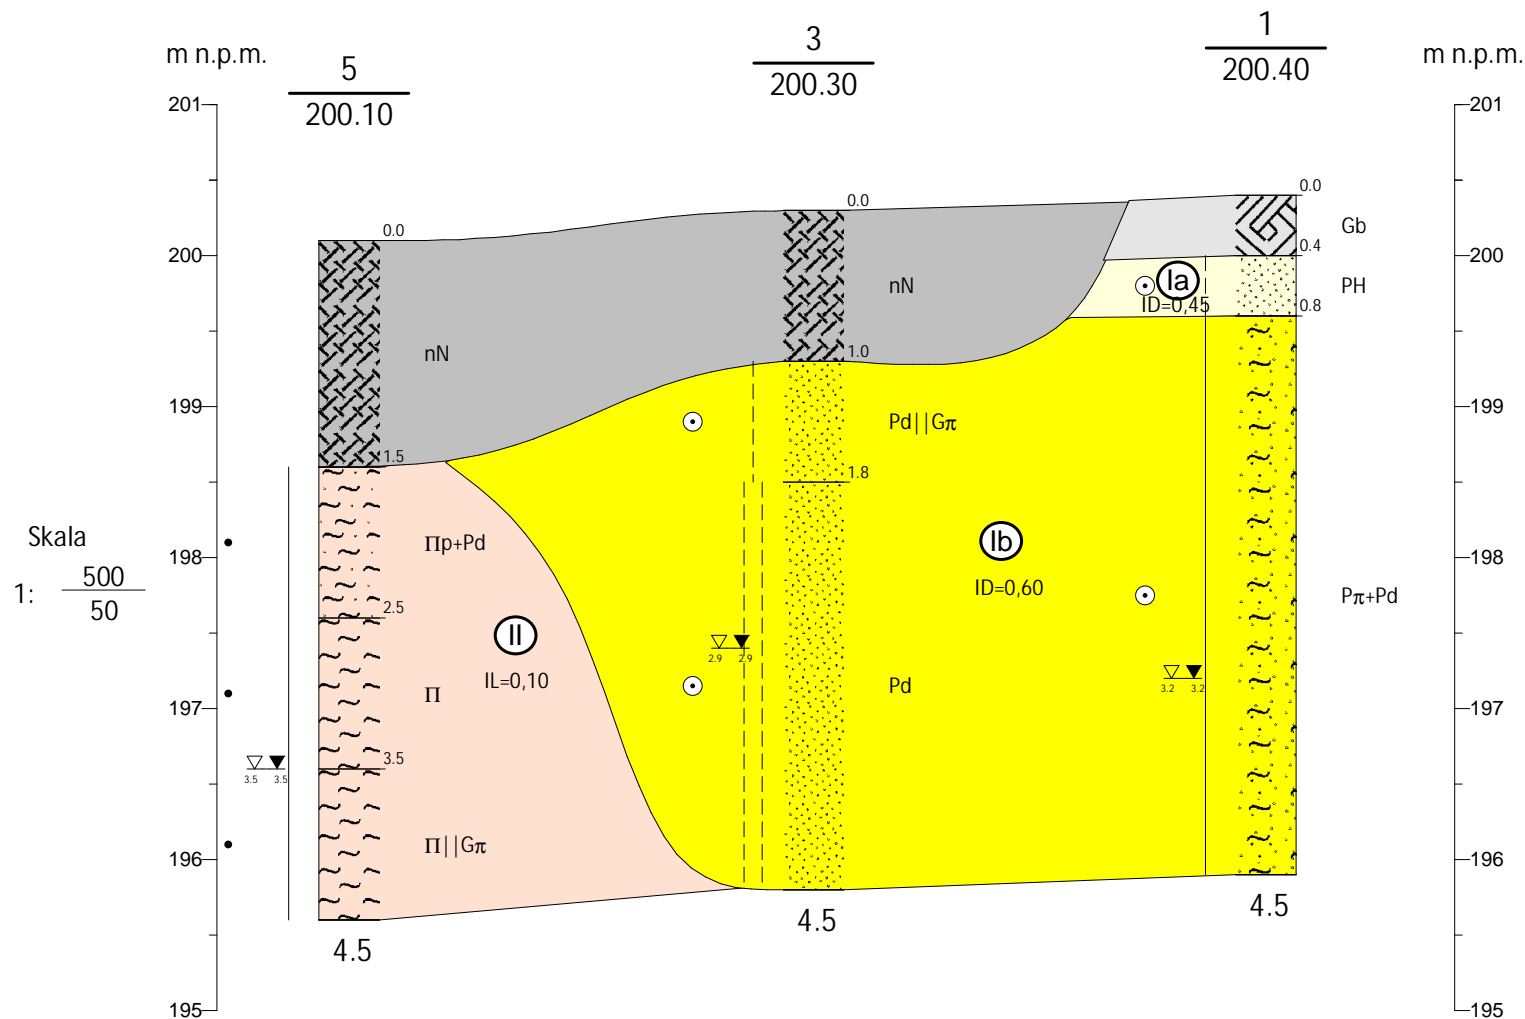 m n.p.m.
5
200.10
3
200.30
1
200.40
m n.p.m.
201
201
0.0
0.0
0.0
Gb
0.4
200
200
nN
Ia
PH
ID=0,45
0.8
nN
1.0
199
199
Pd||Gπ
1.5
1.8
Skala
1:
500
50
198
198
Πp+Pd
Ib
ID=0,60
Pπ+Pd
2.5
II
2.9
2.9
IL=0,10
Π
Pd
3.2
3.2
197
197
3.5
3.5
3.5
Π||Gπ
196
196
4.5
4.5
4.5
195
195